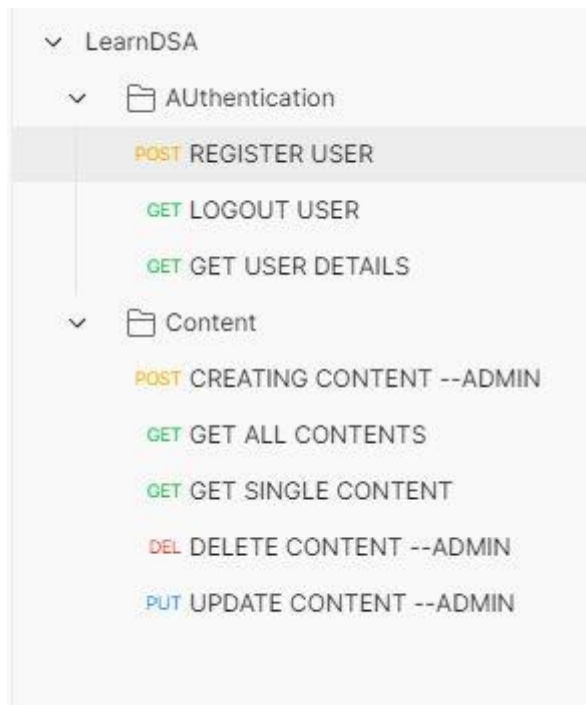 LearnDSA
AUthentication
POST REGISTER USER
GET LOGOUT USER
GET GET USER DETAILS
Content
POST CREATING CONTENT --ADMIN
GET GET ALL CONTENTS
GET GET SINGLE CONTENT
DEL DELETE CONTENT --ADMIN
PUT UPDATE CONTENT --ADMIN